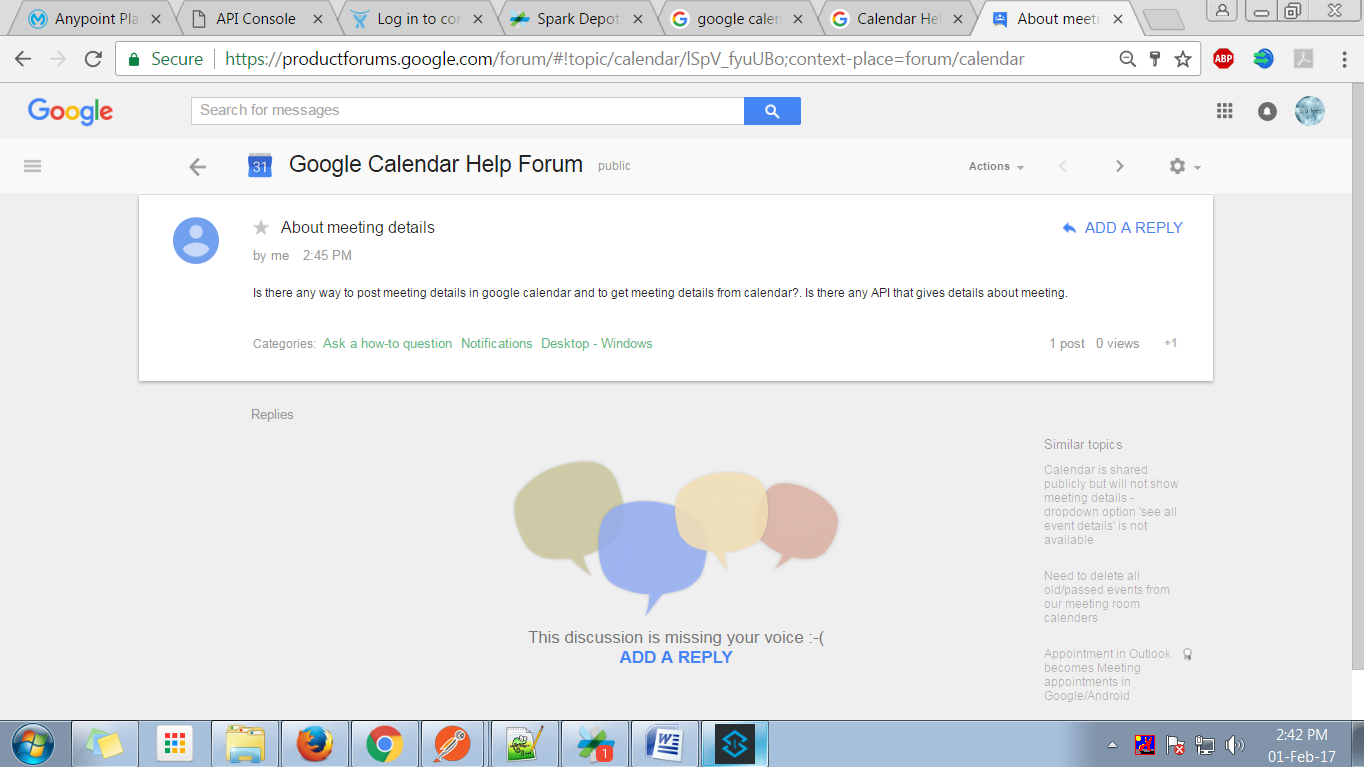 Anypoint Pla
API Console
Log in to cor
Spark Depot
google calen
Calendar Hel
About meeti
Secure
https://productforums.google.com/forum/#!topic/calendar/lSpV_fyuUBo;context-place=forum/calendar
ABP
Google
Search for messages
31
Google Calendar Help Forum
public
Actions
About meeting details
ADD A REPLY
by me 2:45 PM
Is there any way to post meeting details in google calendar and to get meeting details from calendar?. Is there any API that gives details about meeting.
Categories: Ask a how-to question Notifications Desktop - Windows
1 post 0 views +1
Replies
Similar topics
Calendar is shared
publicly but will not show
meeting details -
dropdown option 'see all
event details' is not
available
Need to delete all
old/passed events from
our meeting room
calenders
Appointment in Outlook
becomes Meeting
appointments in
Google/Android
This discussion is missing your voice :-(
ADD A REPLY
1
W
2:42 PM
01-Feb-17